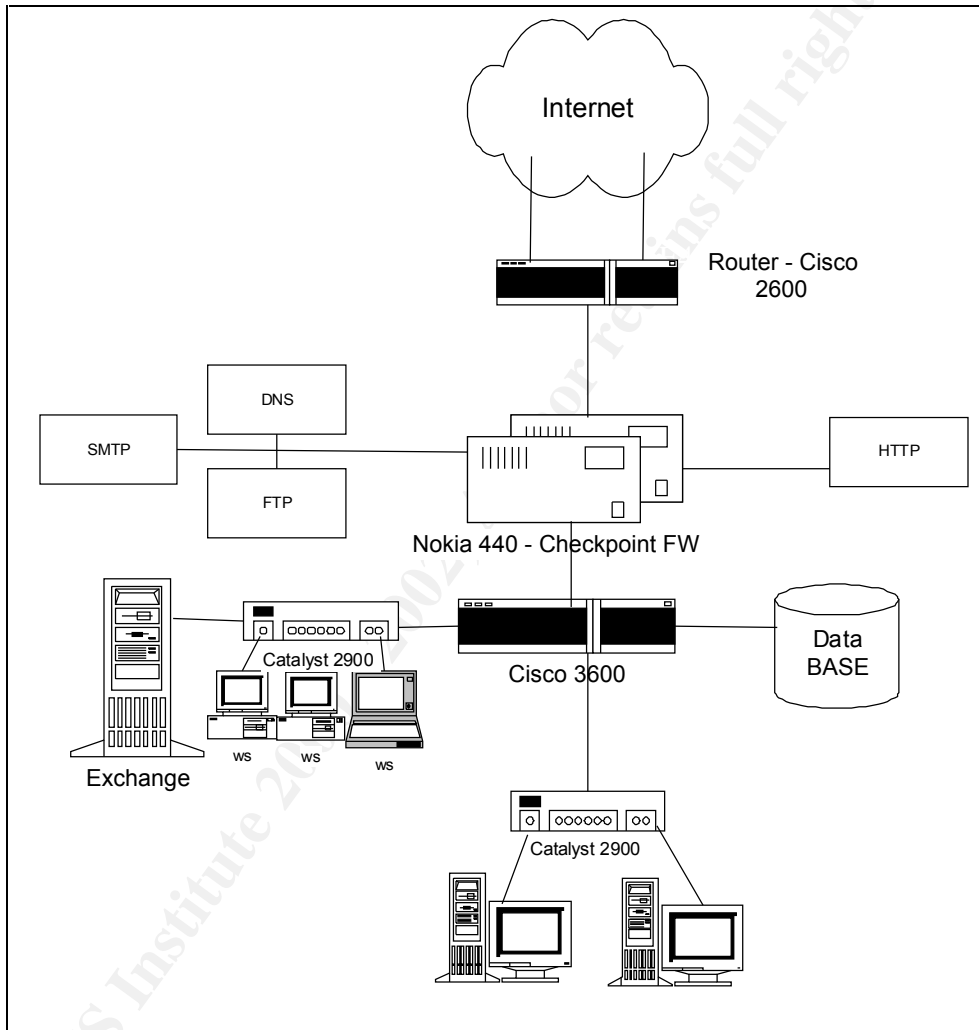 Internet
Router - Cisco
2600
DNS
SMTP
HTTP
FTP
Nokia 440 - Checkpoint FW
Catalyst 2900
Cisco 3600
Data
BASE
ws
ws
ws
Exchange
Catalyst 2900